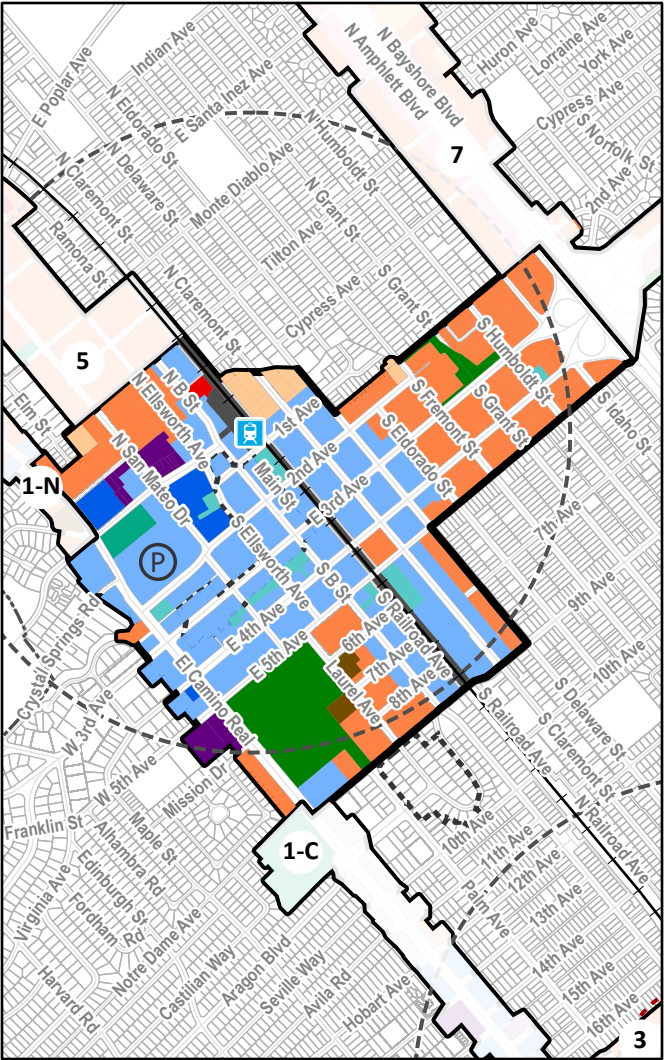 E Poplar Ave
Indian Ave
N Eldorado St
E Santa Inez Ave
N Delaware St
N Claremont St
Monte Diablo Ave
N Humboldt St
N Amphlett Blvd
N Bayshore Blvd
Huron Ave
Lorraine Ave
York Ave
Cypress Ave
S Norfolk St
2nd Ave
7
Ramona St
N Grant St
Tilton Ave
N Claremont St
Cypress Ave
S Grant St
S Humboldt St
5
Elm St
N B St
N Ellsworth Ave
N San Mateo Dr
1st Ave
2nd Ave
Main St
E 3rd Ave
S Fremont St
S Grant St
S Eldorado St
S Idaho St
1-N
P
S Ellsworth Ave
S B St
E 4th Ave
E 5th Ave
6th Ave
7th Ave
8th Ave
S Railroad Ave
Laurel Ave
7th Ave
9th Ave
10th Ave
Crystal Springs Rd
El Camino Real
W 3rd Ave
W 5th Ave
Mission Dr
S Railroad Ave
S Delaware St
S Claremont St
N Railroad Ave
Franklin St
Maple St
Alhambra Rd
Edinburgh St
Fordham Rd
Virginia Ave
Harvard Rd
Notre Dame Ave
Castilian Way
Aragon Blvd
Seville Way
Avila Rd
Hobart Ave
1-C
10th Ave
11th Ave
12th Ave
13th Ave
Palm Ave
14th Ave
15th Ave
16th Ave
3